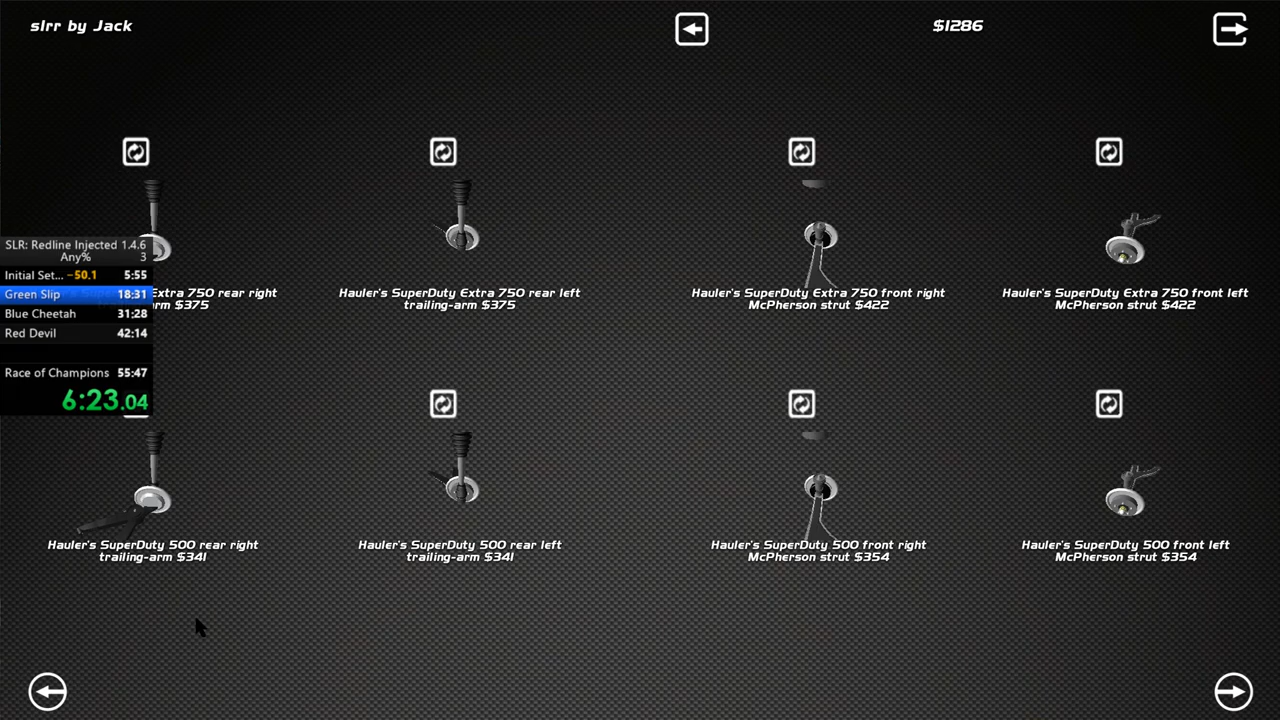 slrr by Jack
$1286
SLR: Redline Injected 1.4.6
Any% 3
Initial Set... −50.1 5:55
Green Slip 18:31
Blue Cheetah 31:28
Red Devil 42:14
Race of Champions 55:47
6:23.04
Extra 750 rear right
arm $375
Hauler's SuperDuty Extra 750 rear left
trailing-arm $375
Hauler's SuperDuty Extra 750 front right
McPherson strut $422
Hauler's SuperDuty Extra 750 front left
McPherson strut $422
Hauler's SuperDuty 500 rear right
trailing-arm $341
Hauler's SuperDuty 500 rear left
trailing-arm $341
Hauler's SuperDuty 500 front right
McPherson strut $354
Hauler's SuperDuty 500 front left
McPherson strut $354